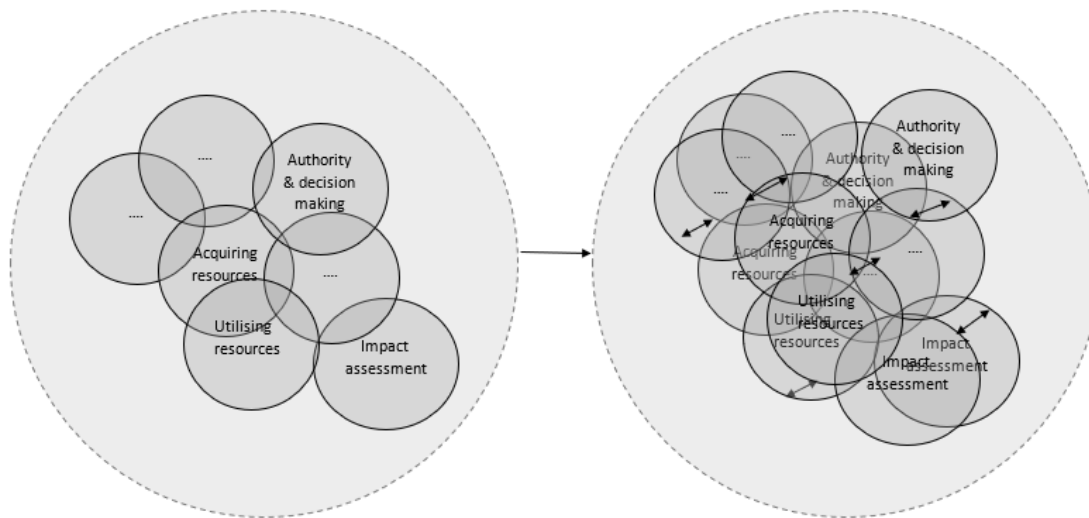 ....
Authority
& decision
making
....
Acquiring
resources
....
Utilising
resources
Impact
assessment
....
Authority
& decision
making
....
Authority
& decision
making
....
Acquiring
resources
Acquiring
resources
....
....
Utilising
resources
Utilising
resources
Impact
assessment
Impact
assessment